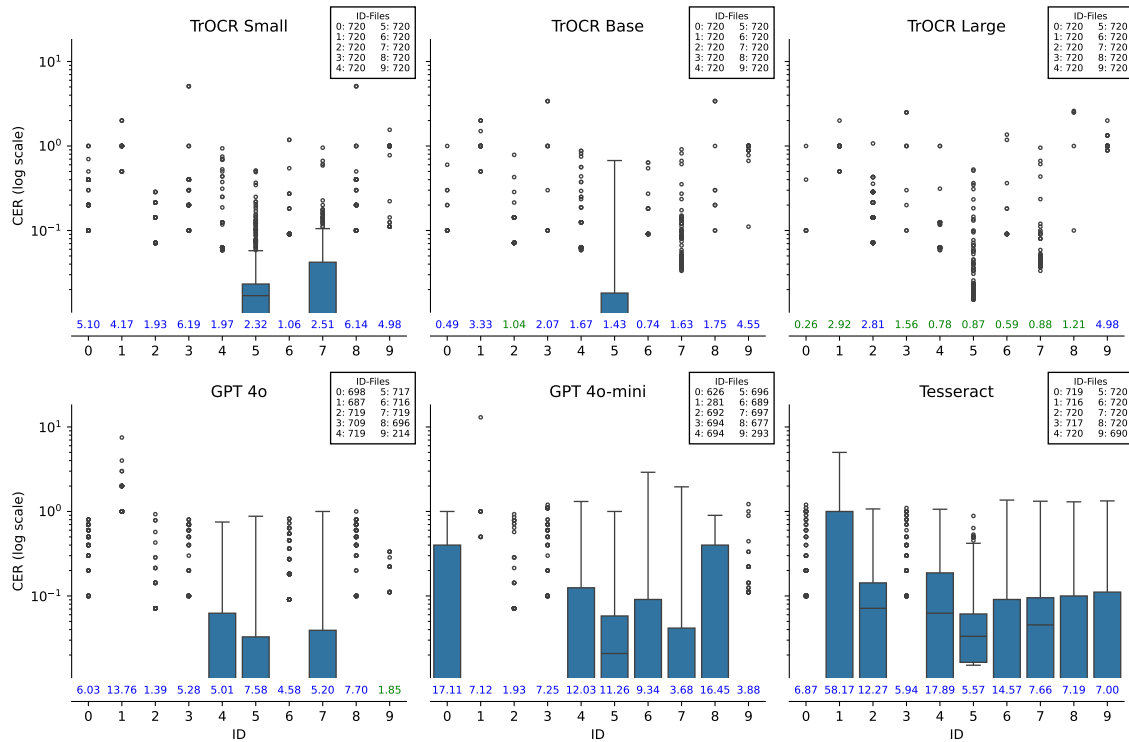 TrOCR Small
ID-Files
0: 720 5: 720
1: 720 6: 720
2: 720 7: 720
3: 720 8: 720
4: 720 9: 720
CER (log scale)
10¹
10⁰
10⁻¹
5.10 4.17 1.93 6.19 1.97 2.32 1.06 2.51 6.14 4.98
0 1 2 3 4 5 6 7 8 9
TrOCR Base
ID-Files
0: 720 5: 720
1: 720 6: 720
2: 720 7: 720
3: 720 8: 720
4: 720 9: 720
0.49 3.33 1.04 2.07 1.67 1.43 0.74 1.63 1.75 4.55
0 1 2 3 4 5 6 7 8 9
TrOCR Large
ID-Files
0: 720 5: 720
1: 720 6: 720
2: 720 7: 720
3: 720 8: 720
4: 720 9: 720
0.26 2.92 2.81 1.56 0.78 0.87 0.59 0.88 1.21 4.98
0 1 2 3 4 5 6 7 8 9
GPT 4o
ID-Files
0: 698 5: 717
1: 687 6: 716
2: 719 7: 719
3: 709 8: 696
4: 719 9: 214
CER (log scale)
10¹
10⁰
10⁻¹
6.03 13.76 1.39 5.28 5.01 7.58 4.58 5.20 7.70 1.85
0 1 2 3 4 5 6 7 8 9
ID
GPT 4o-mini
ID-Files
0: 626 5: 696
1: 281 6: 689
2: 692 7: 697
3: 694 8: 677
4: 694 9: 293
17.11 7.12 1.93 7.25 12.03 11.26 9.34 3.68 16.45 3.88
0 1 2 3 4 5 6 7 8 9
ID
Tesseract
ID-Files
0: 719 5: 720
1: 716 6: 720
2: 720 7: 720
3: 717 8: 720
4: 720 9: 690
6.87 58.17 12.27 5.94 17.89 5.57 14.57 7.66 7.19 7.00
0 1 2 3 4 5 6 7 8 9
ID